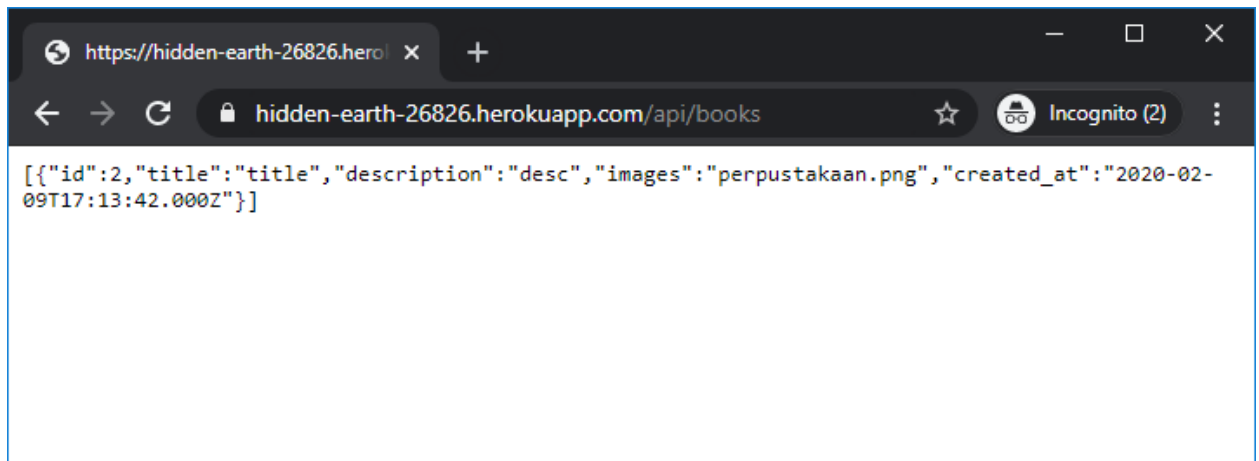 https://hidden-earth-26826.hero
hidden-earth-26826.herokuapp.com/api/books
Incognito (2)
[{"id":2,"title":"title","description":"desc","images":"perpustakaan.png","created_at":"2020-02-
09T17:13:42.000Z"}]